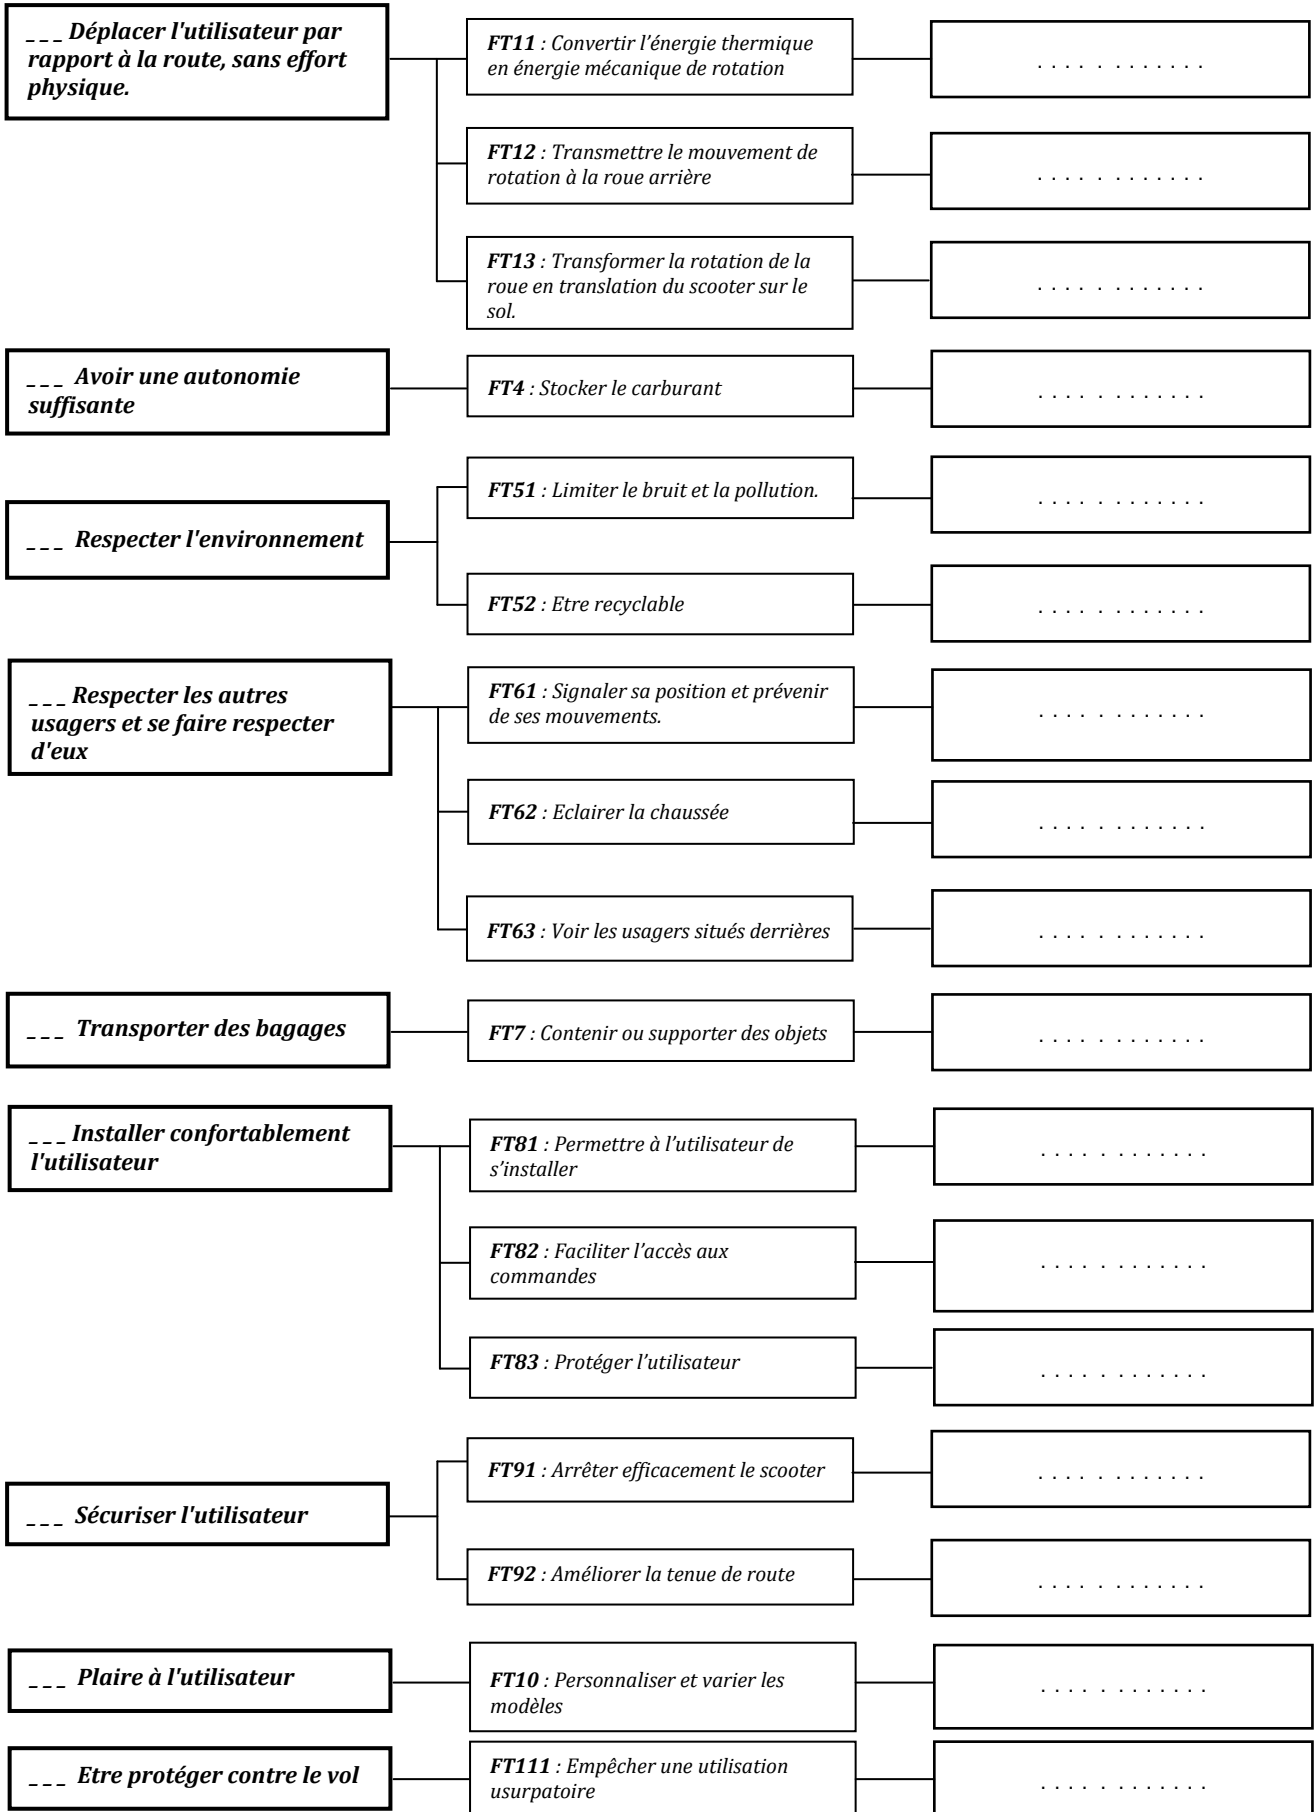 _ _ _ Déplacer l'utilisateur par
rapport à la route, sans effort
physique.
FT11 : Convertir l’énergie thermique
en énergie mécanique de rotation
. . . . . . . . . . . .
FT12 : Transmettre le mouvement de
rotation à la roue arrière
. . . . . . . . . . . .
FT13 : Transformer la rotation de la
roue en translation du scooter sur le
sol.
. . . . . . . . . . . .
_ _ _ Avoir une autonomie
suffisante
FT4 : Stocker le carburant
. . . . . . . . . . . .
_ _ _ Respecter l'environnement
FT51 : Limiter le bruit et la pollution.
. . . . . . . . . . . .
FT52 : Etre recyclable
. . . . . . . . . . . .
_ _ _ Respecter les autres
usagers et se faire respecter
d'eux
FT61 : Signaler sa position et prévenir
de ses mouvements.
. . . . . . . . . . . .
FT62 : Eclairer la chaussée
. . . . . . . . . . . .
FT63 : Voir les usagers situés derrières
. . . . . . . . . . . .
_ _ _ Transporter des bagages
FT7 : Contenir ou supporter des objets
. . . . . . . . . . . .
_ _ _ Installer confortablement
l'utilisateur
FT81 : Permettre à l’utilisateur de
s’installer
. . . . . . . . . . . .
FT82 : Faciliter l’accès aux
commandes
. . . . . . . . . . . .
FT83 : Protéger l’utilisateur
. . . . . . . . . . . .
_ _ _ Sécuriser l'utilisateur
FT91 : Arrêter efficacement le scooter
. . . . . . . . . . . .
FT92 : Améliorer la tenue de route
. . . . . . . . . . . .
_ _ _ Plaire à l'utilisateur
FT10 : Personnaliser et varier les
modèles
. . . . . . . . . . . .
_ _ _ Etre protéger contre le vol
FT111 : Empêcher une utilisation
usurpatoire
. . . . . . . . . . . .